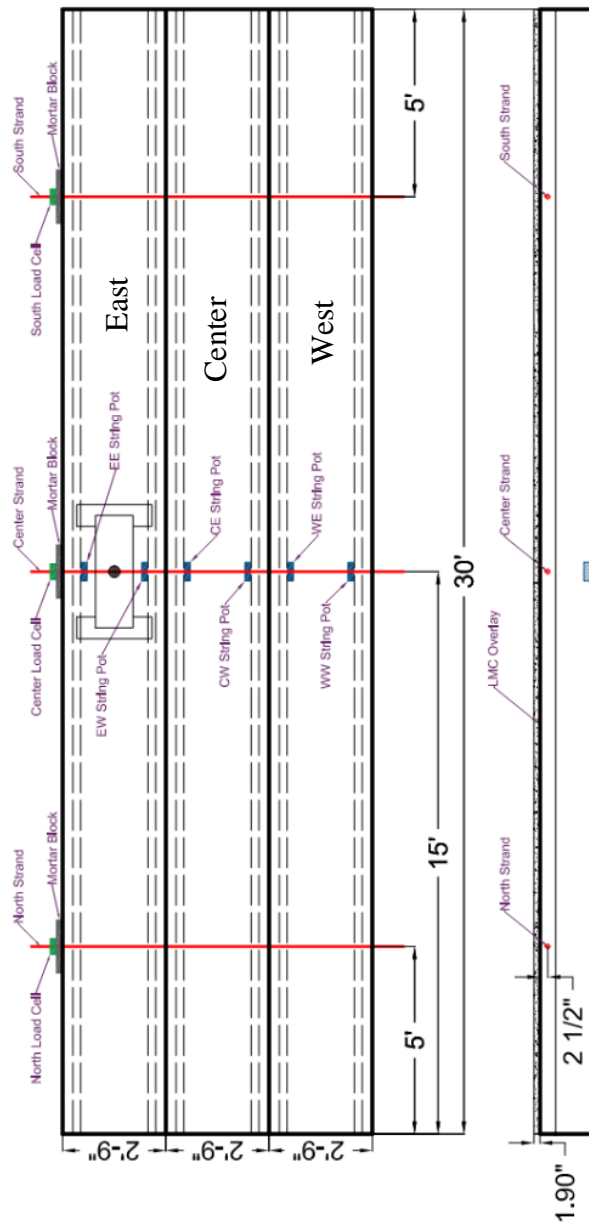 North Load Cell
North Strand
Mortar Block
Center Load Cell
Center Strand
Mortar Block
South Load Cell
South Strand
Mortar Block
East
Center
West
EE String Pot
EW String Pot
CE String Pot
CW String Pot
WE String Pot
WW String Pot
2'-9"
2'-9"
2'-9"
5'
5'
15'
30'
LMC Overlay
North Strand
Center Strand
South Strand
1.90"
2 1/2"